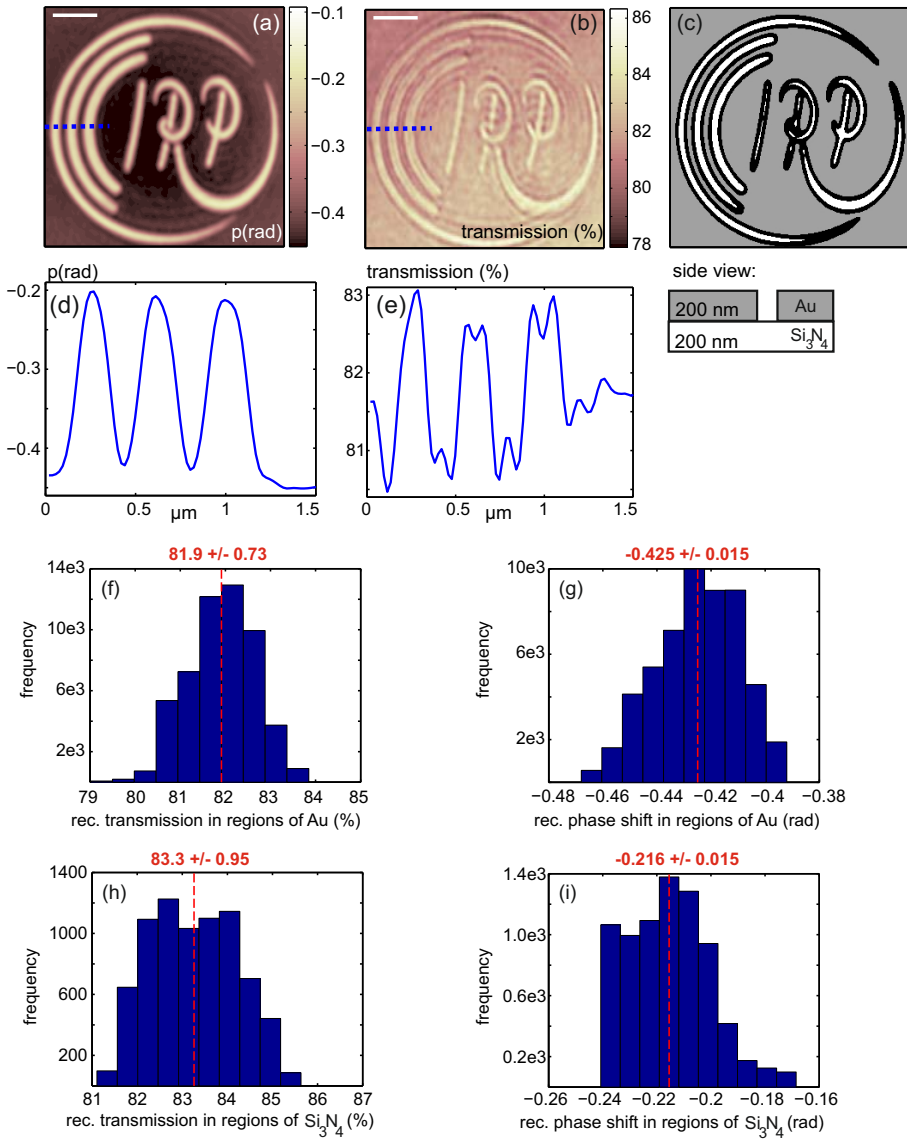 (a)
−0.1
−0.2
−0.3
−0.4
p(rad)
(b)
86
84
82
80
78
transmission (%)
(c)
IRP
IRP
IRP
side view:
200 nm Au
200 nm Si3N4
p(rad)
(d)
−0.2
−0.3
−0.4
0 0.5 1 1.5
μm
transmission (%)
(e)
83
82
81
0 0.5 1 1.5
μm
81.9 +/- 0.73
(f)
14e3
10e3
6e3
2e3
frequency
79 80 81 82 83 84 85
rec. transmission in regions of Au (%)
-0.425 +/- 0.015
(g)
10e3
6e3
2e3
frequency
−0.48 −0.46 −0.44 −0.42 −0.4 −0.38
rec. phase shift in regions of Au (rad)
83.3 +/- 0.95
(h)
1400
1000
600
200
frequency
81 82 83 84 85 86 87
rec. transmission in regions of Si3N4 (%)
-0.216 +/- 0.015
(i)
1.4e3
1.0e3
0.6e3
0.2e3
frequency
−0.26 −0.24 −0.22 −0.2 −0.18 −0.16
rec. phase shift in regions of Si3N4 (rad)